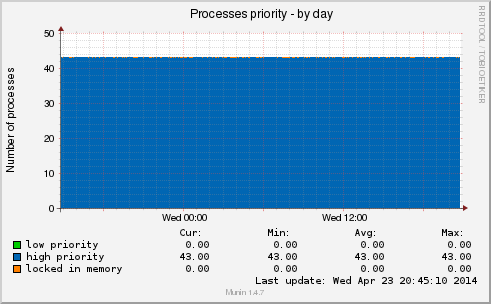 Processes priority - by day
RRDTOOL / TOBI OETIKER
Number of processes
50
40
30
20
10
0
Wed 00:00 Wed 12:00
Cur: Min: Avg: Max:
low priority 0.00 0.00 0.00 0.00
high priority 43.00 43.00 43.00 43.00
locked in memory 0.00 0.00 0.00 0.00
Last update: Wed Apr 23 20:45:10 2014
Munin 1.4.7